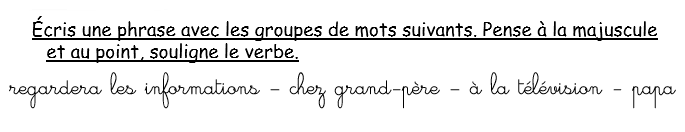 Écris une phrase avec les groupes de mots suivants. Pense à la majuscule
et au point, souligne le verbe.
regardera les informations – chez grand-père – à la télévision – papa